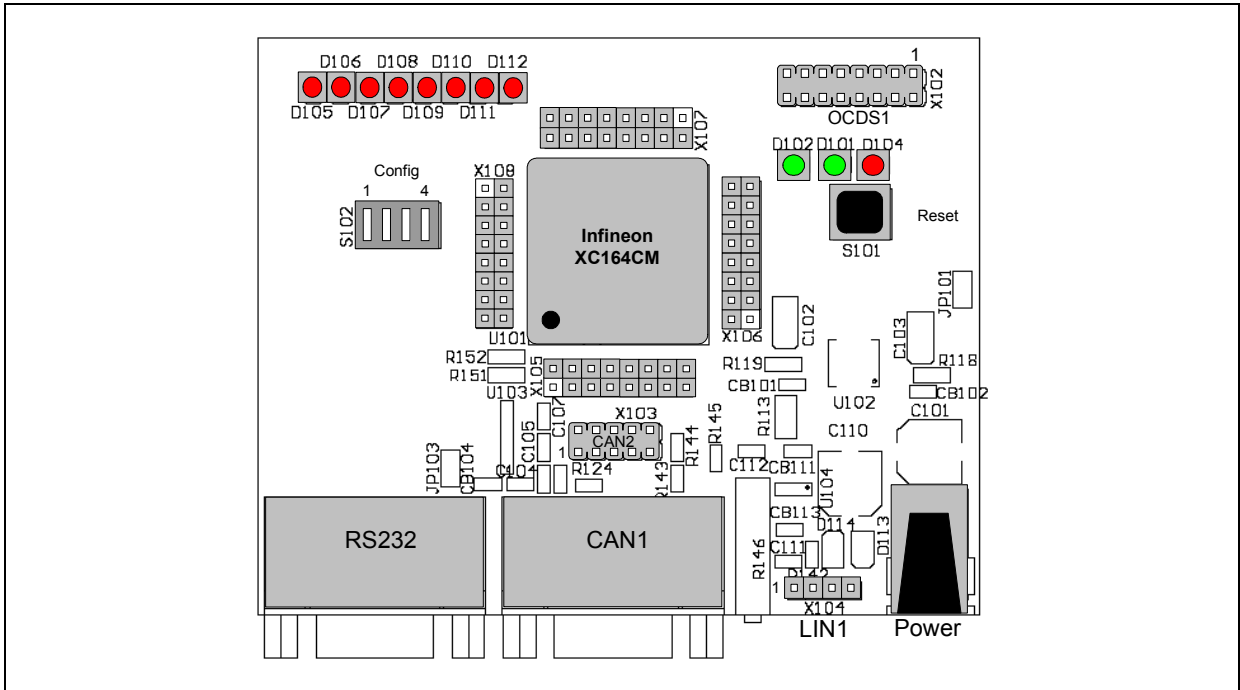 D106 D108 D110 D112
D105 D107 D109 D111
1
X102
OCDS1
X107
D102 D101 D104
Config
1 4
S102
X108
Infineon
XC164CM
Reset
S101
JP101
U101
X106
C102
C103
R152
R151
X105
R119
R118
U103
CB101
CB102
U102
C101
C107
X103
R145
R113
C110
C105
CAN2
1
R144
JP103
CB104
C104
R124
R143
C112
CB111
U104
CB113
D114
D113
RS232
CAN1
R146
C111
R142
1
X104
LIN1
Power